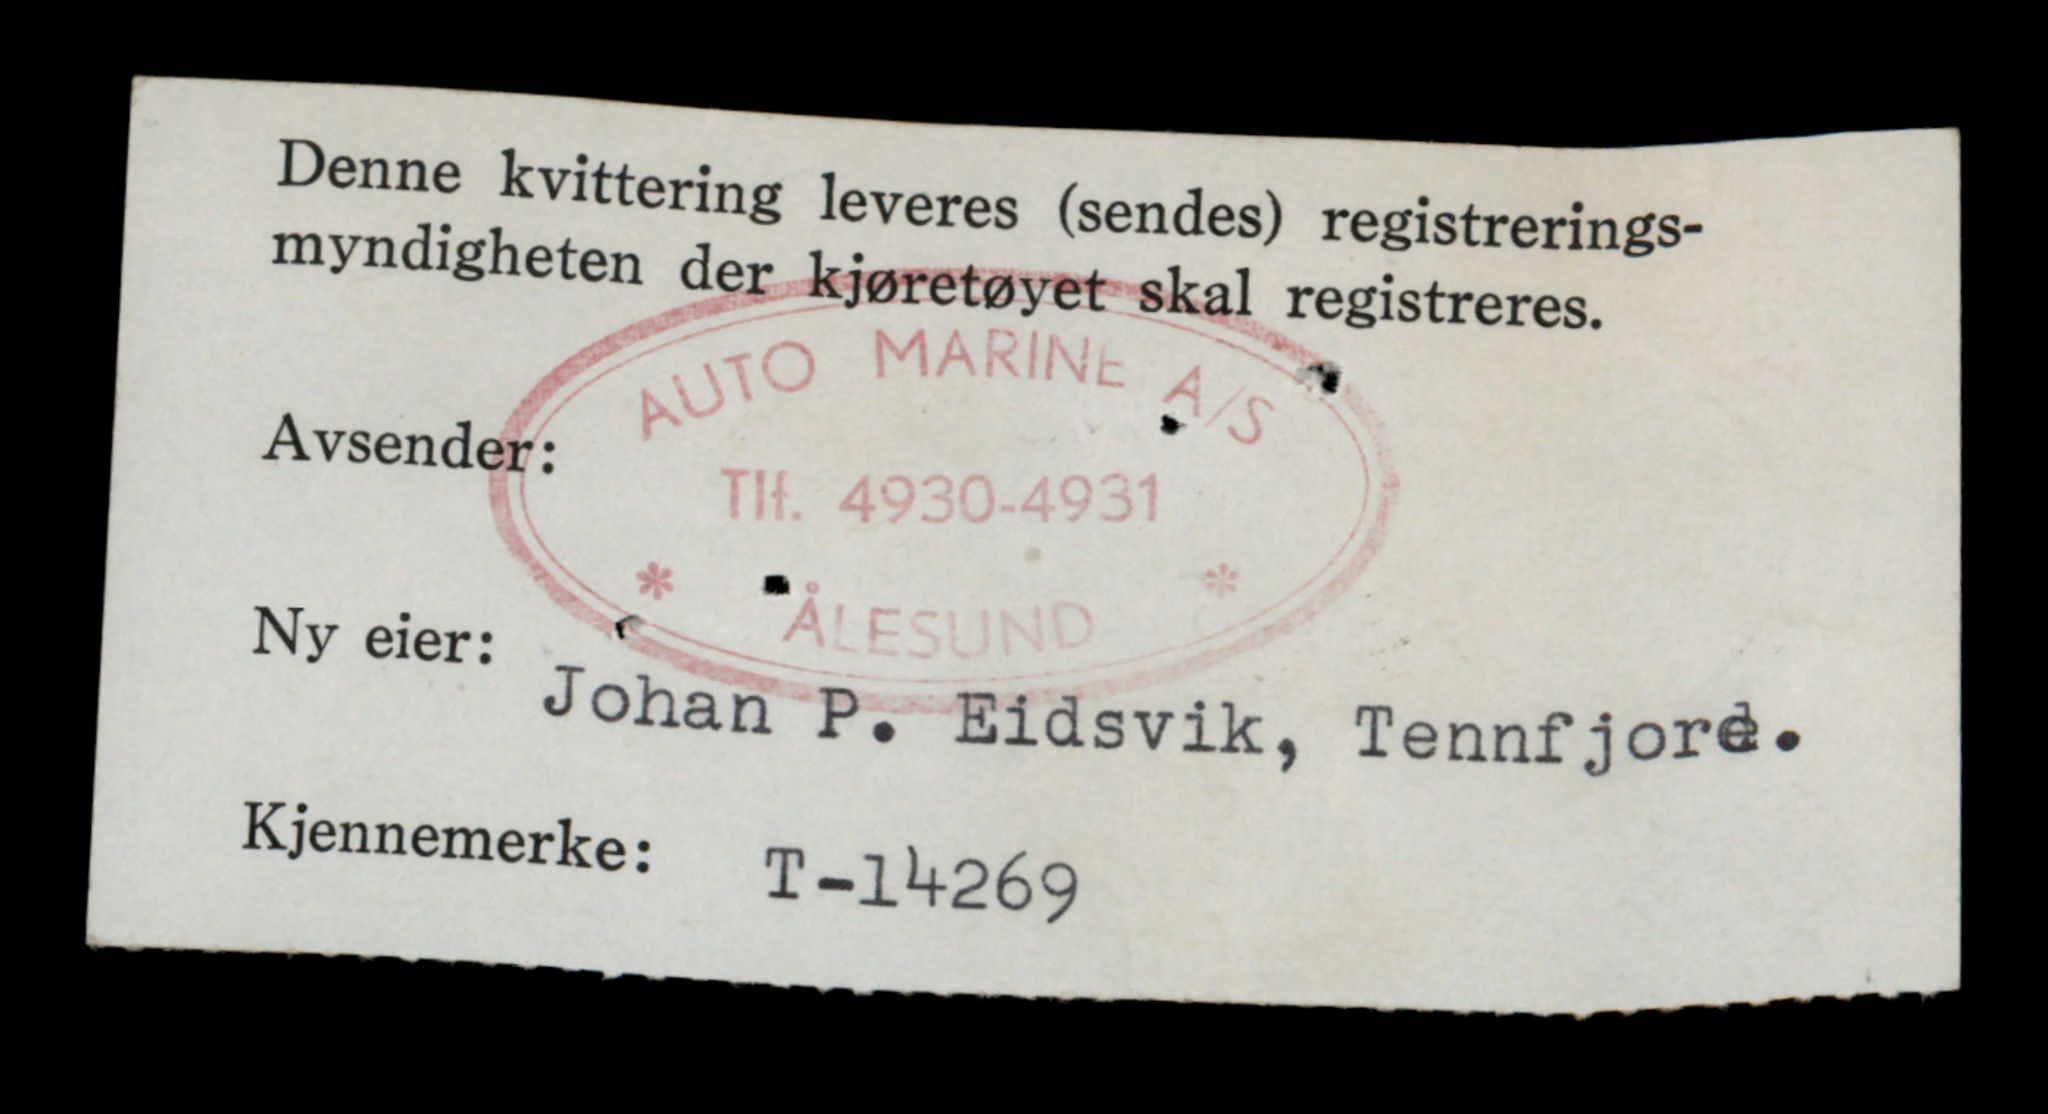 Denne kvittering leveres (sendes) registrerings-
myndigheten der kjøretøyet skal registreres.
AUTO MARINE A/S
Avsender:
Tlf. 4930-4931
* ÅLESUND *
Ny eier:
Johan P. Eidsvik, Tennfjord.
Kjennemerke: T-14269